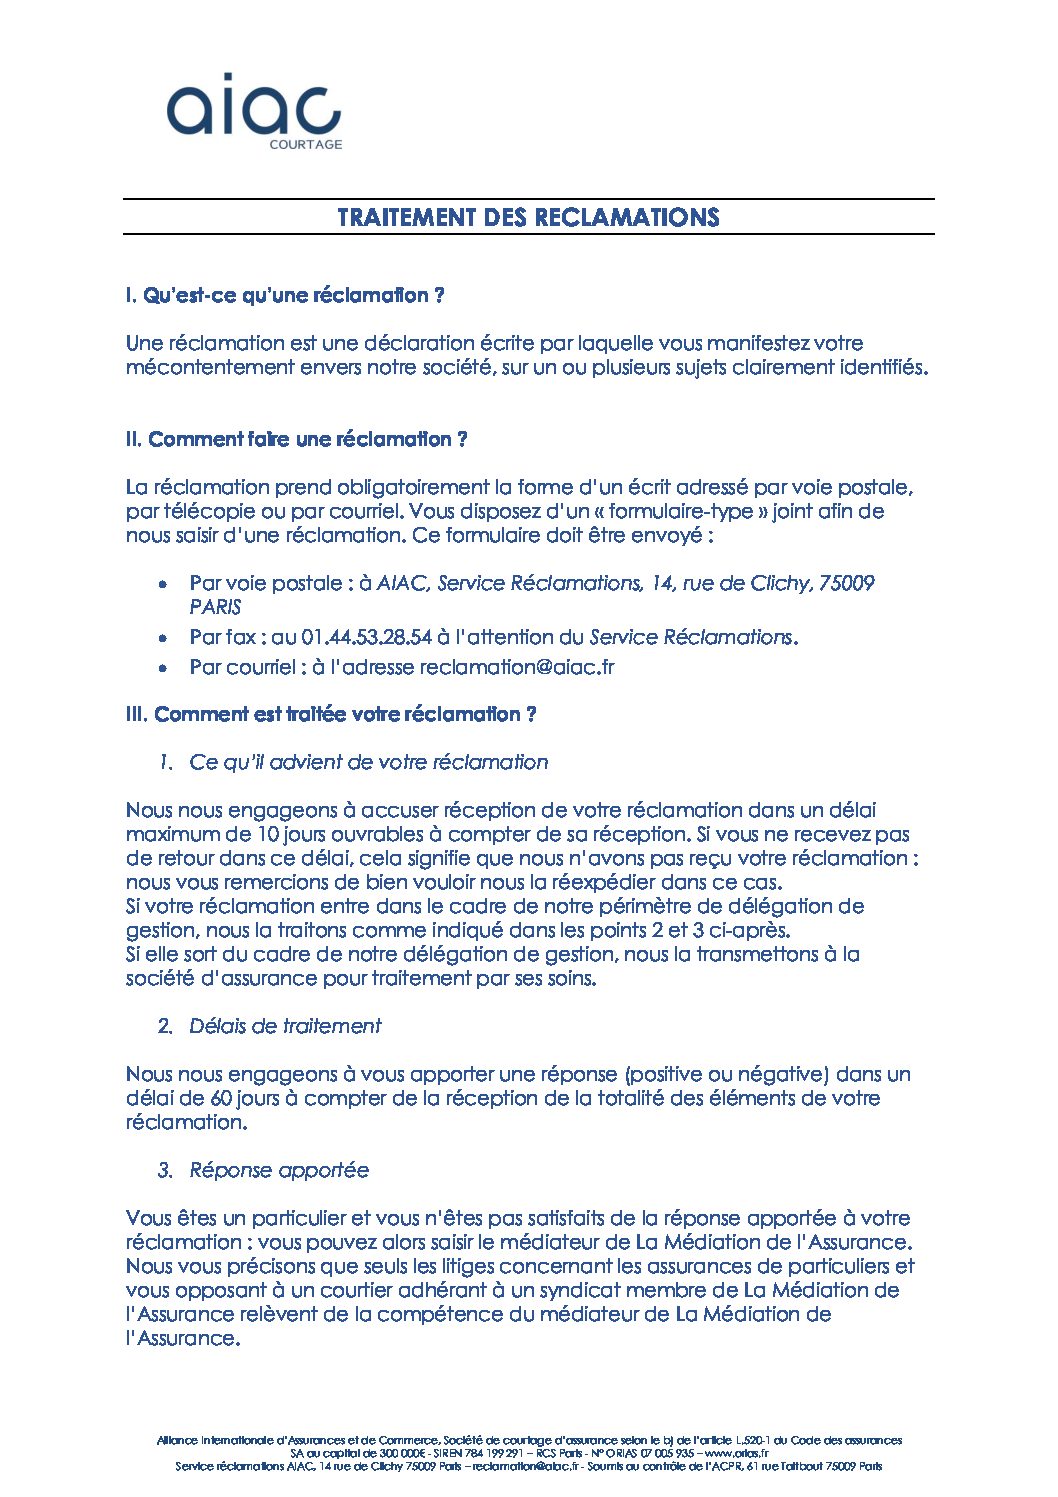 aiac
COURTAGE
TRAITEMENT DES RECLAMATIONS
I. Qu'est-ce qu'une réclamation ?
Une réclamation est une déclaration écrite par laquelle vous manifestez votre
mécontentement envers notre société, sur un ou plusieurs sujets clairement identifiés.
II. Comment faire une réclamation ?
La réclamation prend obligatoirement la forme d'un écrit adressé par voie postale,
par télécopie ou par courriel. Vous disposez d'un « formulaire-type » joint afin de
nous saisir d'une réclamation. Ce formulaire doit être envoyé :
• Par voie postale : à AIAC, Service Réclamations, 14, rue de Clichy, 75009
PARIS
• Par fax : au 01.44.53.28.54 à l'attention du Service Réclamations.
• Par courriel : à l'adresse reclamation@aiac.fr
III. Comment est traitée votre réclamation ?
1. Ce qu'il advient de votre réclamation
Nous nous engageons à accuser réception de votre réclamation dans un délai
maximum de 10 jours ouvrables à compter de sa réception. Si vous ne recevez pas
de retour dans ce délai, cela signifie que nous n'avons pas reçu votre réclamation :
nous vous remercions de bien vouloir nous la réexpédier dans ce cas.
Si votre réclamation entre dans le cadre de notre périmètre de délégation de
gestion, nous la traitons comme indiqué dans les points 2 et 3 ci-après.
Si elle sort du cadre de notre délégation de gestion, nous la transmettons à la
société d'assurance pour traitement par ses soins.
2. Délais de traitement
Nous nous engageons à vous apporter une réponse (positive ou négative) dans un
délai de 60 jours à compter de la réception de la totalité des éléments de votre
réclamation.
3. Réponse apportée
Vous êtes un particulier et vous n'êtes pas satisfaits de la réponse apportée à votre
réclamation : vous pouvez alors saisir le médiateur de La Médiation de l'Assurance.
Nous vous précisons que seuls les litiges concernant les assurances de particuliers et
vous opposant à un courtier adhérant à un syndicat membre de La Médiation de
l'Assurance relèvent de la compétence du médiateur de La Médiation de
l'Assurance.
Alliance Internationale d'Assurances et de Commerce, Société de courtage d'assurance selon le b) de l'article L.520-1 du Code des assurances
SA au capital de 300 000€ - SIREN 784 199 291 – RCS Paris - N° ORIAS 07 005 935 – www.orias.fr
Service réclamations AIAC, 14 rue de Clichy 75009 Paris – reclamation@aiac.fr - Soumis au contrôle de l'ACPR, 61 rue Taitbout 75009 Paris